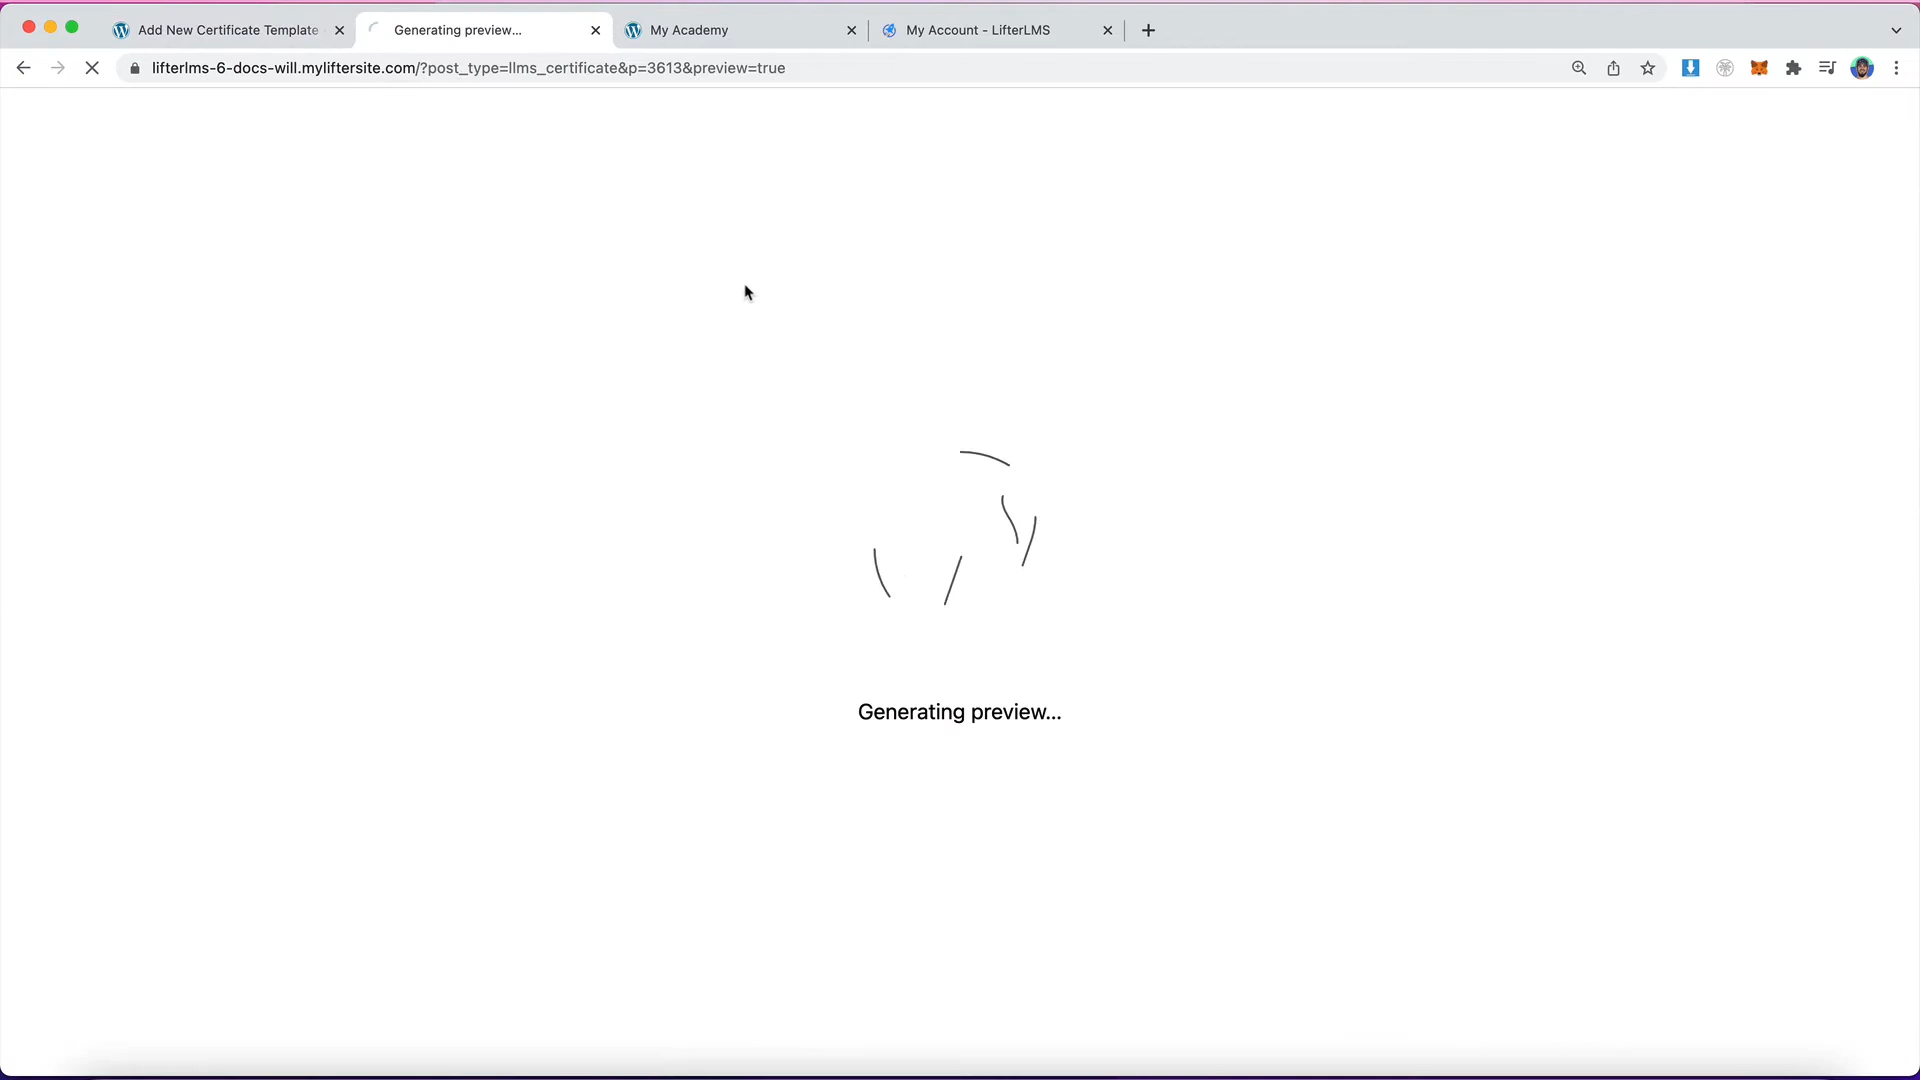 Add New Certificate Template
Generating preview...
My Academy
My Account - LifterLMS
lifterlms-6-docs-will.myliftersite.com/?post_type=llms_certificate&p=3613&preview=true
Generating preview...